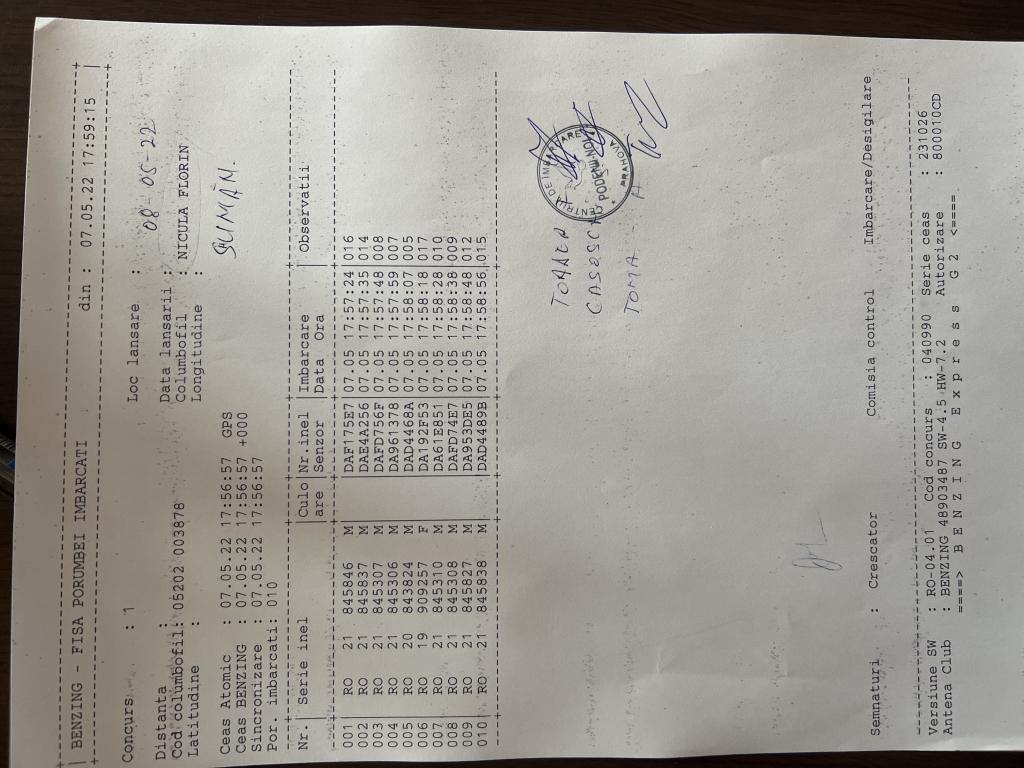 BENZING - FISA PORUMBEI IMBARCATI din : 07.05.22 17:59:15
Concurs : 1 Loc lansare :
Distanta : Data lansarii : 08-05-22
Cod columbofil: 05202 003878 Columbofil : NICULA FLORIN
Latitudine : Longitudine :
Ceas Atomic : 07.05.22 17:56:57 GPS
Ceas BENZING : 07.05.22 17:56:57 +000
Sincronizare : 07.05.22 17:56:57
Por. imbarcati: 010
Nr. | Serie inel |Culo|Nr.inel |Imbarcare |Observatii
|are |Senzor |Data Ora
001 | RO 21 845846 M | |DAF175E7|07.05 17:57:24|016
002 | RO 21 845837 M | |DAE4A256|07.05 17:57:35|014
003 | RO 21 845307 M | |DAFD756F|07.05 17:57:48|008
004 | RO 21 845306 M | |DA961378|07.05 17:57:59|007
005 | RO 20 843824 M | |DAD4468A|07.05 17:58:07|005
006 | RO 19 909257 F | |DA192F53|07.05 17:58:18|017
007 | RO 21 845310 M | |DA61E851|07.05 17:58:28|010
008 | RO 21 845308 M | |DAFD74E7|07.05 17:58:38|009
009 | RO 21 845827 M | |DA953DE5|07.05 17:58:48|012
010 | RO 21 845838 M | |DAD4489B|07.05 17:58:56|015
TOMA
PODENII NOI
PRAHOVA
Semnaturi : Crescator Comisia control Imbarcare/Desigilare
Versiune SW : RO-04.01 Cod concurs : 040990 Serie ceas : 231026
Antena Club : BENZING 48903487 SW-4.5 HW-7.2 Autorizare : 800010CD
====> B E N Z I N G E x p r e s s G 2 <====